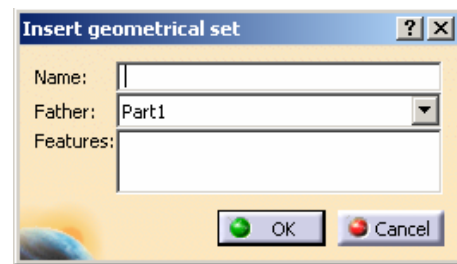 Insert geometrical set
Name:
Father: Part1
Features:
OK Cancel